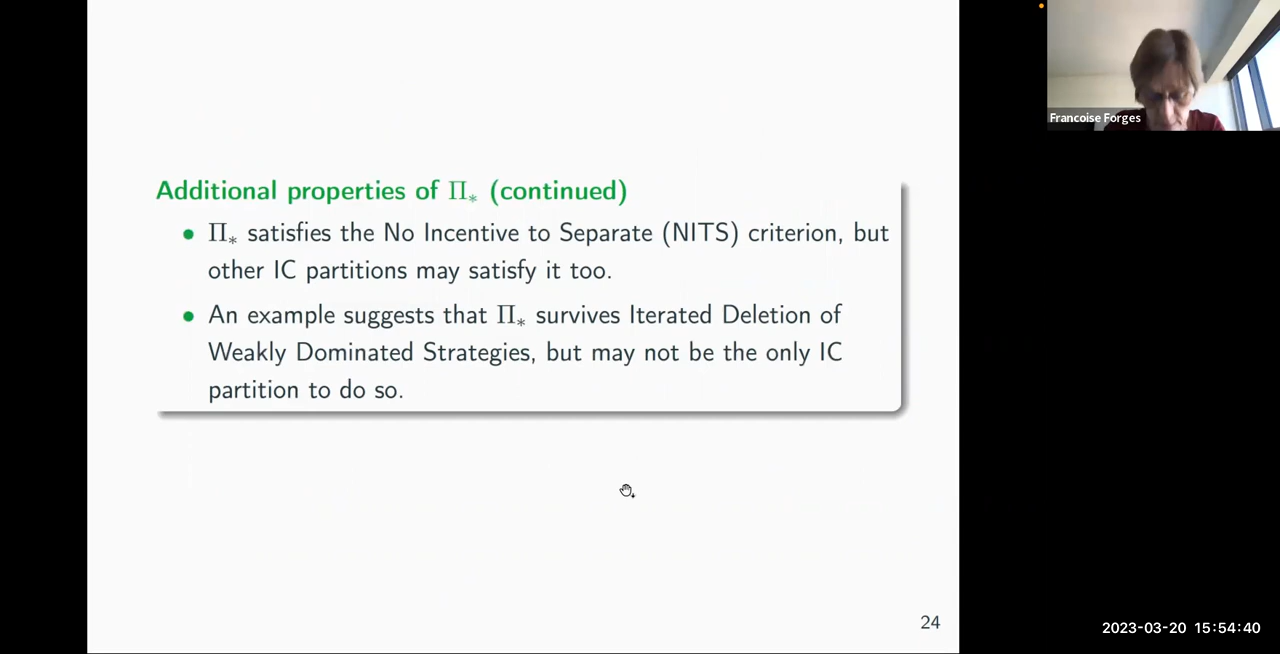 Additional properties of Π∗ (continued)
• Π∗ satisfies the No Incentive to Separate (NITS) criterion, but
other IC partitions may satisfy it too.
• An example suggests that Π∗ survives Iterated Deletion of
Weakly Dominated Strategies, but may not be the only IC
partition to do so.
24
Francoise Forges
2023-03-20 15:54:40